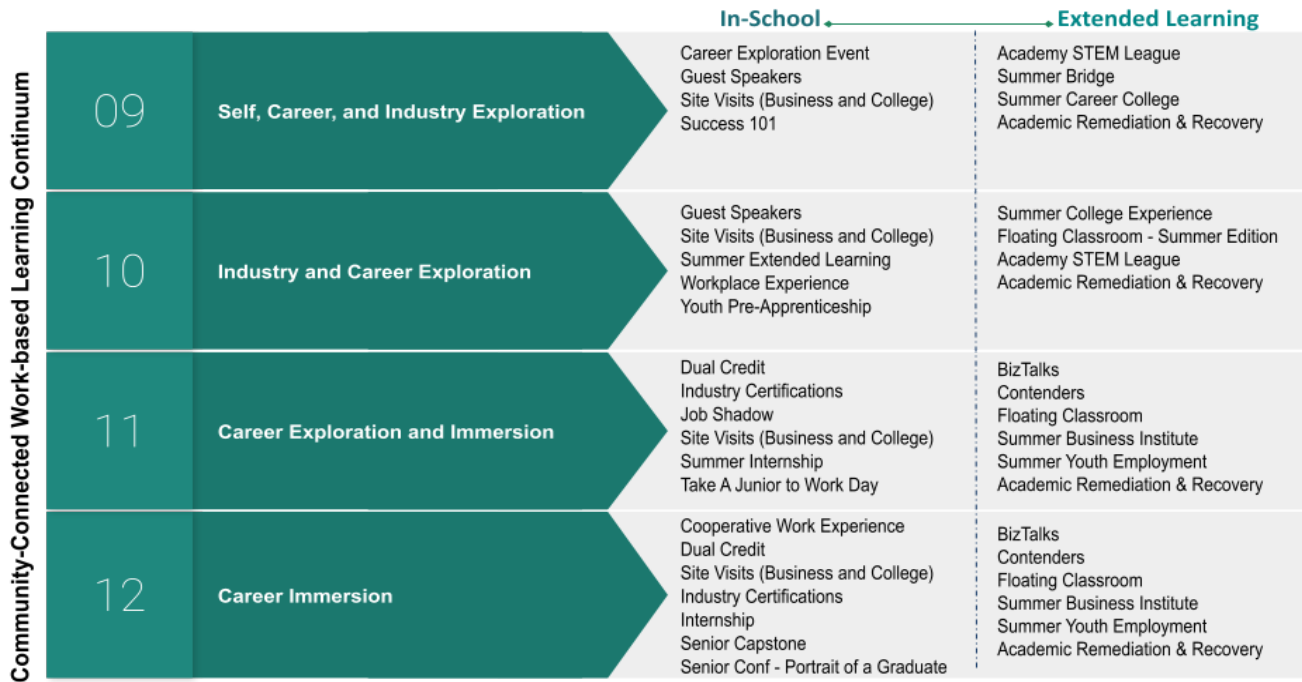 In-School
Extended Learning
Community-Connected Work-based Learning Continuum
09
Self, Career, and Industry Exploration
Career Exploration Event
Guest Speakers
Site Visits (Business and College)
Success 101
Academy STEM League
Summer Bridge
Summer Career College
Academic Remediation & Recovery
10
Industry and Career Exploration
Guest Speakers
Site Visits (Business and College)
Summer Extended Learning
Workplace Experience
Youth Pre-Apprenticeship
Summer College Experience
Floating Classroom - Summer Edition
Academy STEM League
Academic Remediation & Recovery
11
Career Exploration and Immersion
Dual Credit
Industry Certifications
Job Shadow
Site Visits (Business and College)
Summer Internship
Take A Junior to Work Day
BizTalks
Contenders
Floating Classroom
Summer Business Institute
Summer Youth Employment
Academic Remediation & Recovery
12
Career Immersion
Cooperative Work Experience
Dual Credit
Site Visits (Business and College)
Industry Certifications
Internship
Senior Capstone
Senior Conf - Portrait of a Graduate
BizTalks
Contenders
Floating Classroom
Summer Business Institute
Summer Youth Employment
Academic Remediation & Recovery